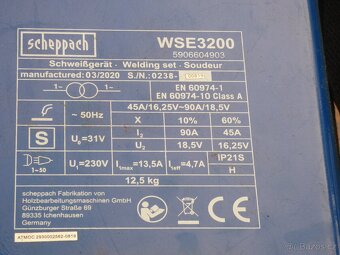 scheppach
WSE3200
5906604903
Schweißgerät - Welding set - Soudeur
manufactured: 03/2020 S./N.: 0238-
EN 60974-1
EN 60974-10 Class A
45A/16,25V~90A/18,5V
~ 50Hz X 10% 60%
S U₀=31V I₂ 90A 45A
U₂ 18,5V 16,25V
1~50 U₁=230V I1max=13,5A I1eff=4,7A IP21S
H
12,5 kg
scheppach Fabrikation von
Holzbearbeitungsmaschinen GmbH
Günzburger Straße 69
89335 Ichenhausen
Germany